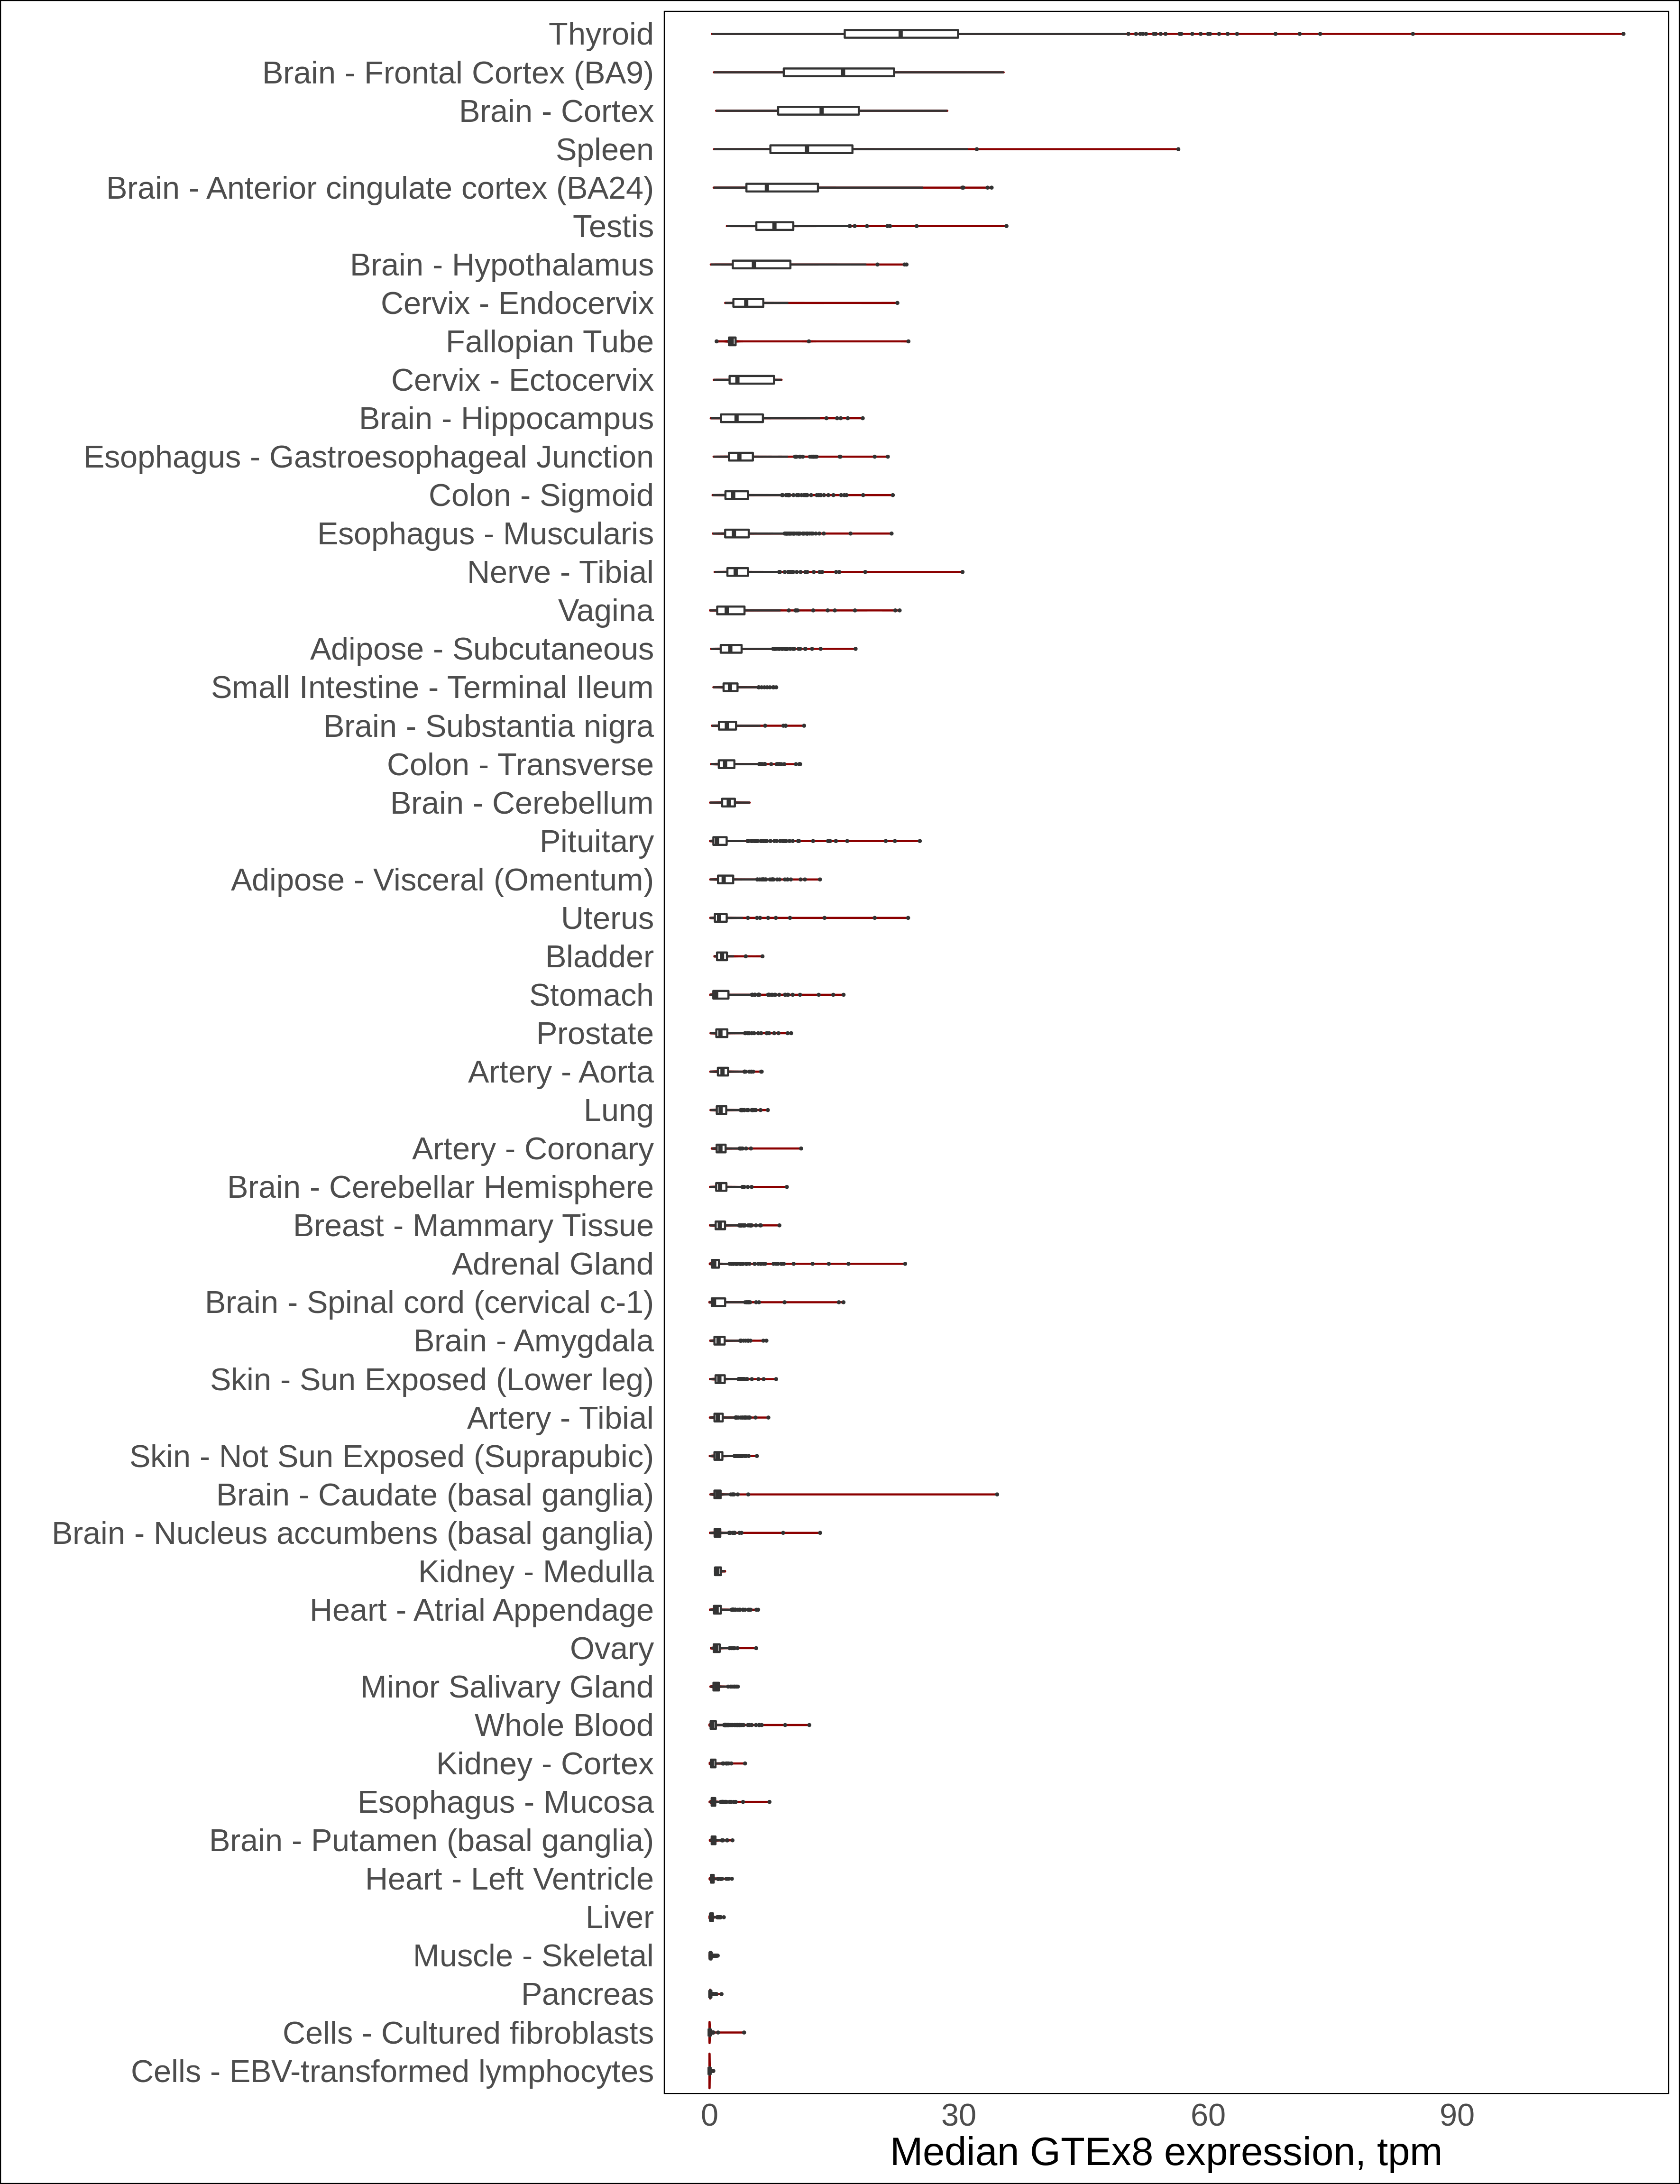 Thyroid
Brain - Frontal Cortex (BA9)
Brain - Cortex
Spleen
Brain - Anterior cingulate cortex (BA24)
Testis
Brain - Hypothalamus
Cervix - Endocervix
Fallopian Tube
Cervix - Ectocervix
Brain - Hippocampus
Esophagus - Gastroesophageal Junction
Colon - Sigmoid
Esophagus - Muscularis
Nerve - Tibial
Vagina
Adipose - Subcutaneous
Small Intestine - Terminal Ileum
Brain - Substantia nigra
Colon - Transverse
Brain - Cerebellum
Pituitary
Adipose - Visceral (Omentum)
Uterus
Bladder
Stomach
Prostate
Artery - Aorta
Lung
Artery - Coronary
Brain - Cerebellar Hemisphere
Breast - Mammary Tissue
Adrenal Gland
Brain - Spinal cord (cervical c-1)
Brain - Amygdala
Skin - Sun Exposed (Lower leg)
Artery - Tibial
Skin - Not Sun Exposed (Suprapubic)
Brain - Caudate (basal ganglia)
Brain - Nucleus accumbens (basal ganglia)
Kidney - Medulla
Heart - Atrial Appendage
Ovary
Minor Salivary Gland
Whole Blood
Kidney - Cortex
Esophagus - Mucosa
Brain - Putamen (basal ganglia)
Heart - Left Ventricle
Liver
Muscle - Skeletal
Pancreas
Cells - Cultured fibroblasts
Cells - EBV-transformed lymphocytes
0 30 60 90
Median GTEx8 expression, tpm